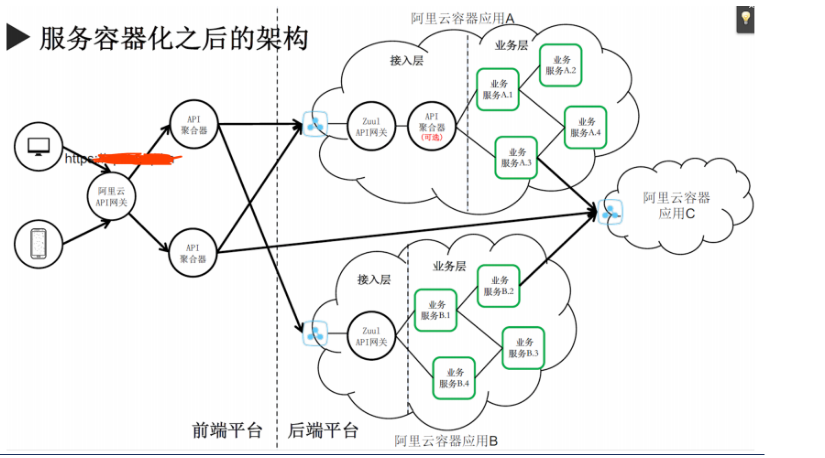 服务容器化之后的架构
阿里云容器应用A
接入层
业务层
业务
服务A.2
业务
服务A.1
API
聚合器
Zuul
API网关
API
聚合器
(可选)
业务
服务A.4
https
业务
服务A.3
阿里云
API网关
阿里云容器
应用C
API
聚合器
接入层
业务层
业务
服务B.2
业务
服务B.1
Zuul
API网关
业务
服务B.3
业务
服务B.4
前端平台
后端平台
阿里云容器应用B